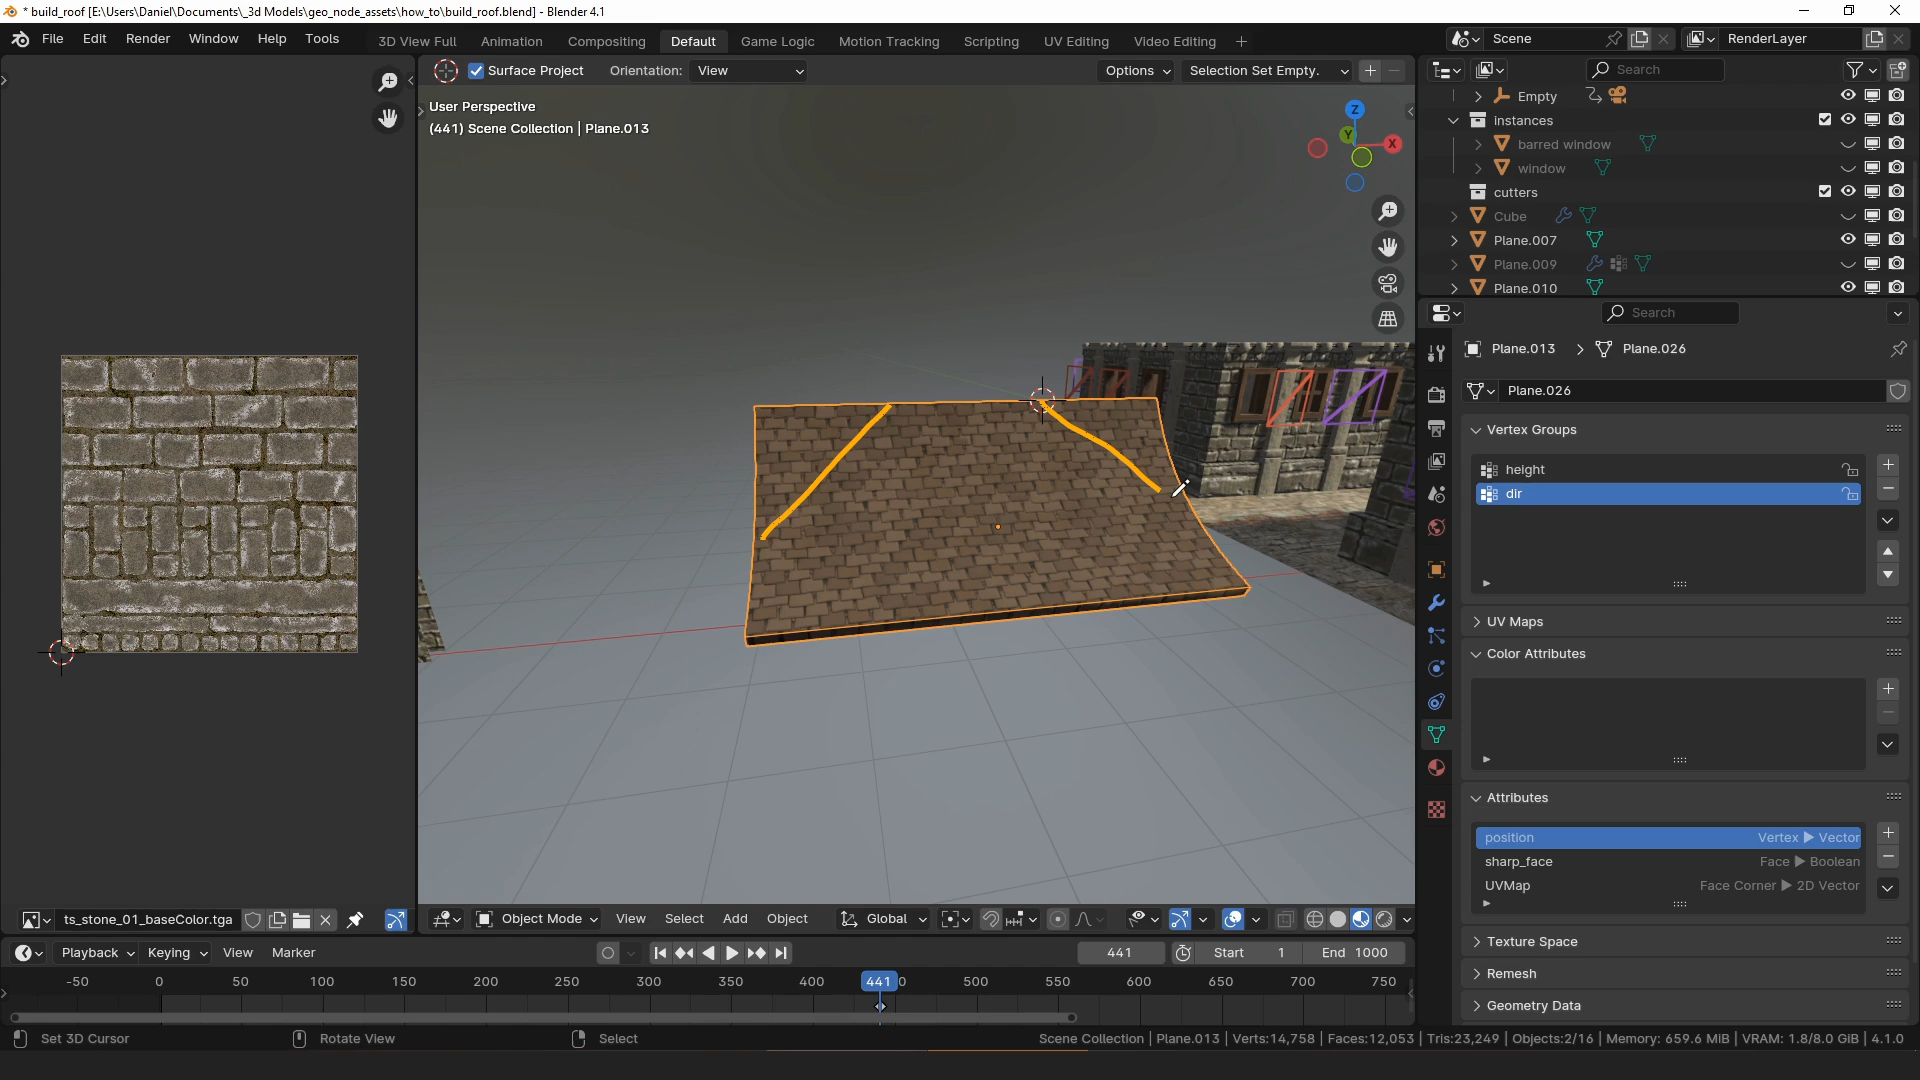 * build_roof [E:\Users\Daniel\Documents\_3d Models\geo_node_assets\how_to\build_roof.blend] - Blender 4.1
File Edit Render Window Help Tools 3D View Full Animation Compositing Default Game Logic Motion Tracking Scripting UV Editing Video Editing + Scene RenderLayer
Surface Project Orientation: View Options Selection Set Empty. Search
User Perspective
(441) Scene Collection | Plane.013
Z
Y
X
Empty
instances
barred window
window
cutters
Cube
Plane.007
Plane.009
Plane.010
Search
Plane.013 > Plane.026
Plane.026
Vertex Groups
height
dir
UV Maps
Color Attributes
Attributes
position Vertex ▶ Vector
sharp_face Face ▶ Boolean
UVMap Face Corner ▶ 2D Vector
Texture Space
Remesh
Geometry Data
ts_stone_01_baseColor.tga Object Mode View Select Add Object Global
Playback Keying View Marker 441 Start 1 End 1000
-50 0 50 100 150 200 250 300 350 400 441 0 500 550 600 650 700 750
Set 3D Cursor Rotate View Select Scene Collection | Plane.013 | Verts:14,758 | Faces:12,053 | Tris:23,249 | Objects:2/16 | Memory: 659.6 MiB | VRAM: 1.8/8.0 GiB | 4.1.0